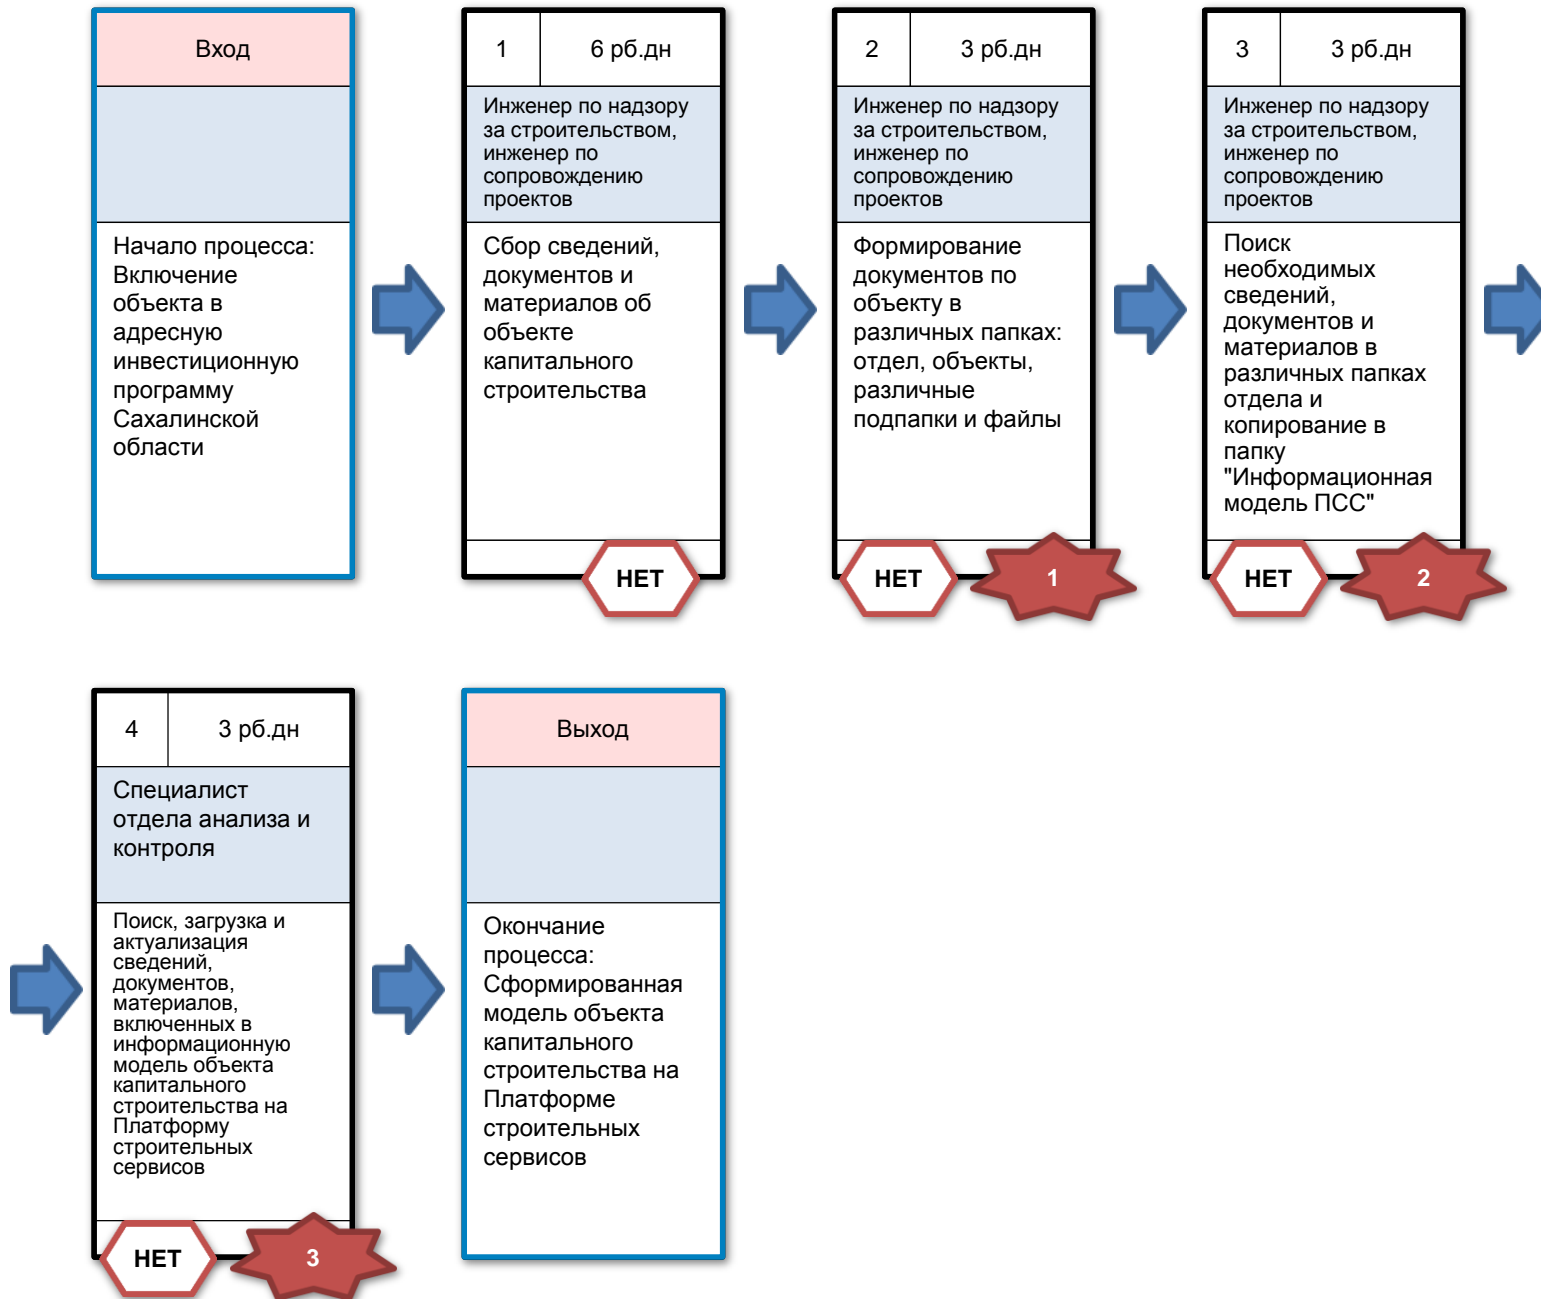 Вход
Начало процесса:
Включение
объекта в
адресную
инвестиционную
программу
Сахалинской
области
1
6 рб.дн
Инженер по надзору
за строительством,
инженер по
сопровождению
проектов
Сбор сведений,
документов и
материалов об
объекте
капитального
строительства
НЕТ
2
3 рб.дн
Инженер по надзору
за строительством,
инженер по
сопровождению
проектов
Формирование
документов по
объекту в
различных папках:
отдел, объекты,
различные
подпапки и файлы
НЕТ
1
3
3 рб.дн
Инженер по надзору
за строительством,
инженер по
сопровождению
проектов
Поиск
необходимых
сведений,
документов и
материалов в
различных папках
отдела и
копирование в
папку
"Информационная
модель ПСС"
НЕТ
2
4
3 рб.дн
Специалист
отдела анализа и
контроля
Поиск, загрузка и
актуализация
сведений,
документов,
материалов,
включенных в
информационную
модель объекта
капитального
строительства на
Платформу
строительных
сервисов
НЕТ
3
Выход
Окончание
процесса:
Сформированная
модель объекта
капитального
строительства на
Платформе
строительных
сервисов